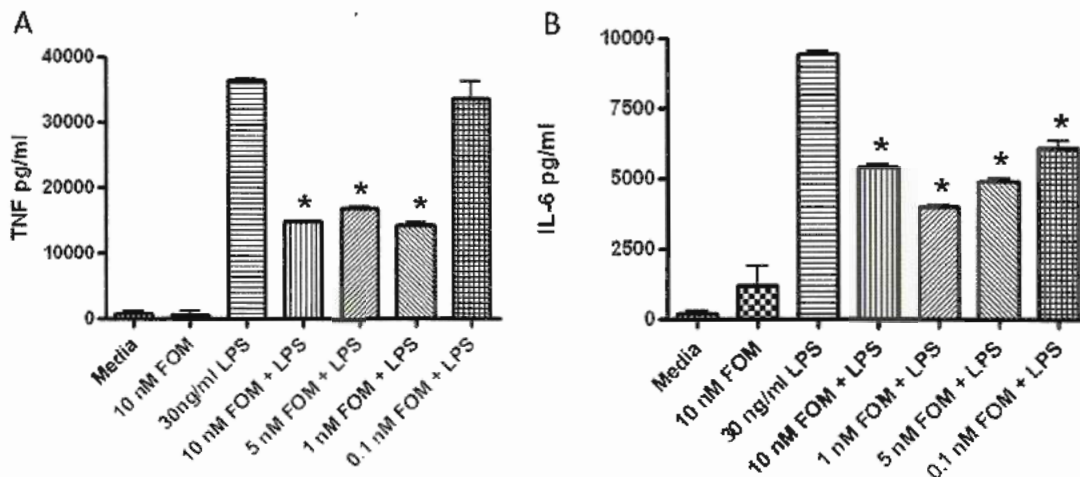 A
TNF pg/ml
40000
30000
20000
10000
0
*
*
*
Media
10 nM FOM
30ng/ml LPS
10 nM FOM + LPS
5 nM FOM + LPS
1 nM FOM + LPS
0.1 nM FOM + LPS
B
IL-6 pg/ml
10000
7500
5000
2500
0
*
*
*
*
Media
10 nM FOM
30 ng/ml LPS
10 nM FOM + LPS
1 nM FOM + LPS
5 nM FOM + LPS
0.1 nM FOM + LPS